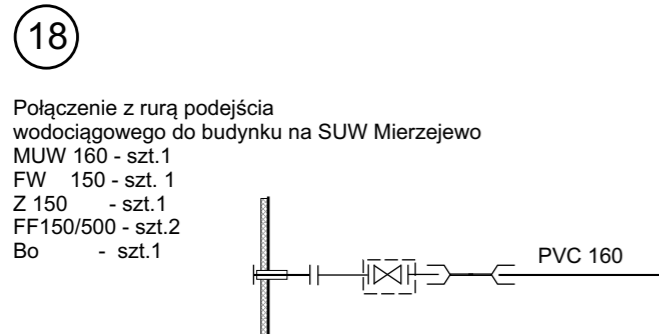 18
Połączenie z rurą podejścia
wodociągowego do budynku na SUW Mierzejewo
MUW 160 - szt.1
FW 150 - szt. 1
Z 150 - szt.1
FF150/500 - szt.2
Bo - szt.1
PVC 160